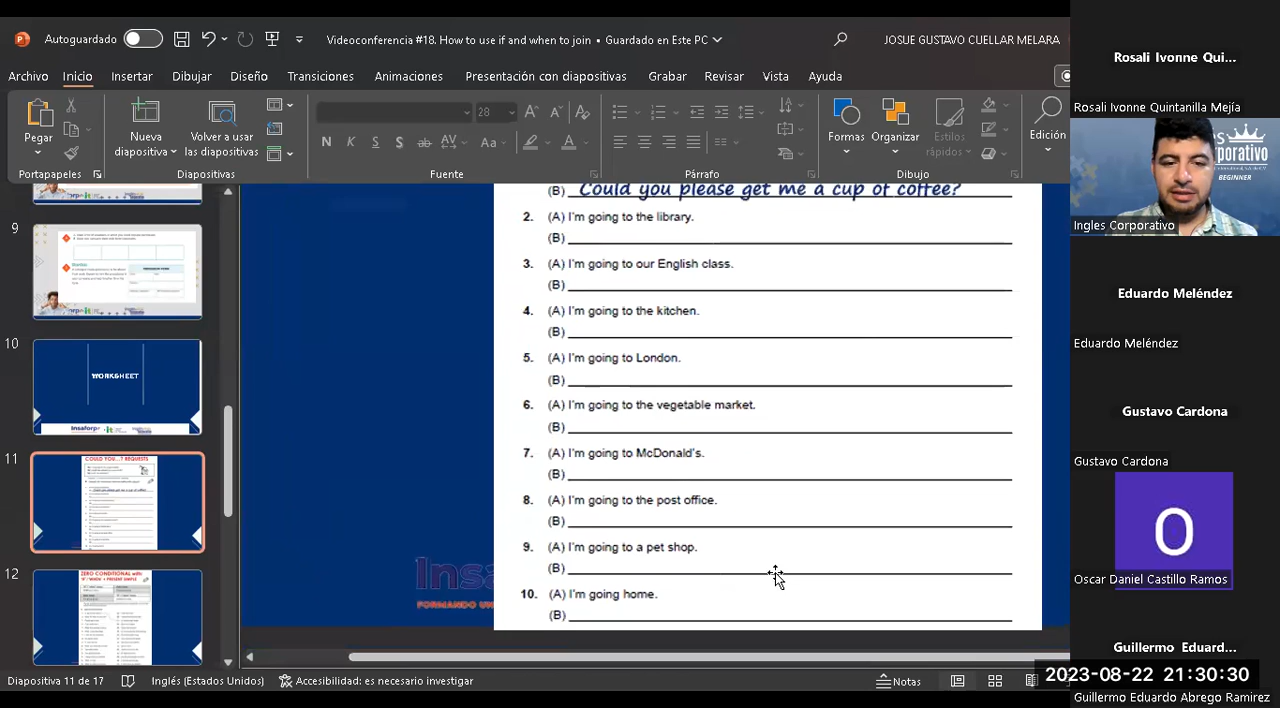 Autoguardado
Videoconferencia #18. How to use if and when to join • Guardado en Este PC
JOSUE GUSTAVO CUELLAR MELARA
Archivo Inicio Insertar Dibujar Diseño Transiciones Animaciones Presentación con diapositivas Grabar Revisar Vista Ayuda
Pegar
Nueva diapositiva
Volver a usar las diapositivas
28
N K S S ab AV Aa A
Formas Organizar Estilos rápidos Edición
Portapapeles Diapositivas Fuente Párrafo Dibujo
9
10
WORKSHEET
11
COULD YOU...? REQUESTS
12
ZERO CONDITIONAL with
(B) Could you please get me a cup of coffee?
2. (A) I'm going to the library.
(B)
3. (A) I'm going to our English class.
(B)
4. (A) I'm going to the kitchen.
(B)
5. (A) I'm going to London.
(B)
6. (A) I'm going to the vegetable market.
(B)
7. (A) I'm going to McDonald's.
(B)
8. (A) I'm going to the post office.
(B)
9. (A) I'm going to a pet shop.
(B)
10. (A) I'm going home.
(B)
Insa
FORMANDO UN
Diapositiva 11 de 17 Inglés (Estados Unidos) Accesibilidad: es necesario investigar Notas
Rosali Ivonne Qui...
Rosali Ivonne Quintanilla Mejía
BEGINNER
Ingles Corporativo
Eduardo Meléndez
Eduardo Meléndez
Gustavo Cardona
Gustavo Cardona
O
Oscar Daniel Casillo Ramos
Guillermo Eduard...
2023-08-22 21:30:30
Guillermo Eduardo Abrego Ramirez